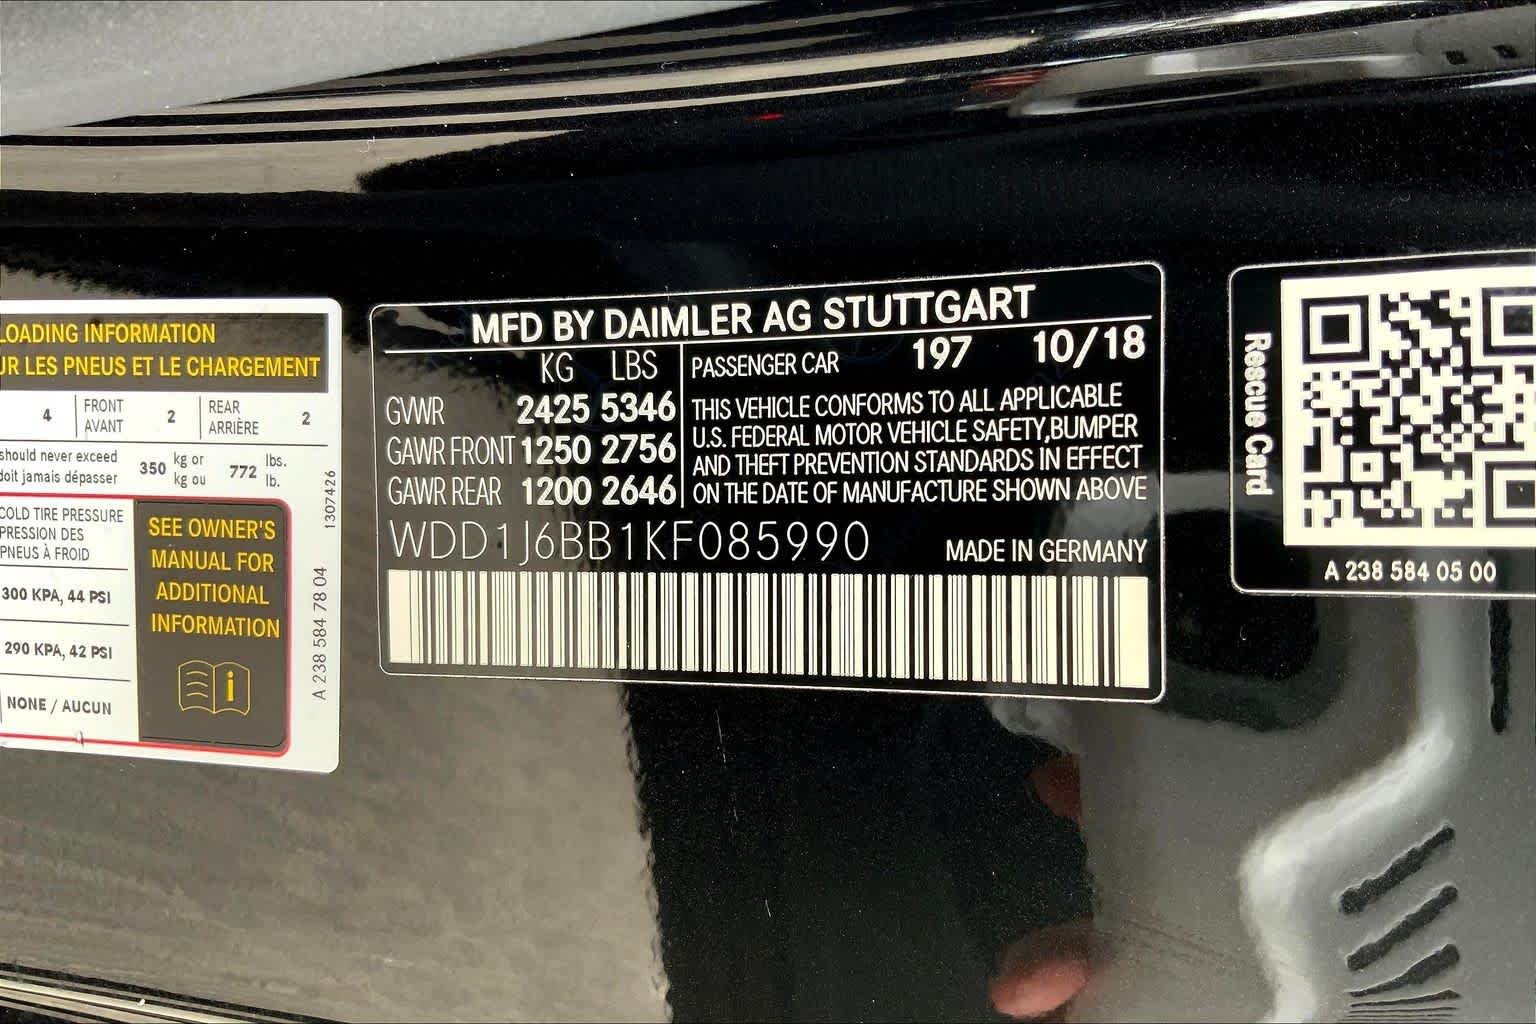 LOADING INFORMATION
UR LES PNEUS ET LE CHARGEMENT
4 FRONT AVANT 2 REAR ARRIÈRE 2
should never exceed
doit jamais dépasser
350 kg or kg ou 772 lbs. lb.
COLD TIRE PRESSURE
PRESSION DES
PNEUS À FROID
300 KPA, 44 PSI
290 KPA, 42 PSI
NONE / AUCUN
SEE OWNER'S
MANUAL FOR
ADDITIONAL
INFORMATION
i
1307426
A 238 584 78 04
MFD BY DAIMLER AG STUTTGART
KG LBS
GVWR 2425 5346
GAWR FRONT 1250 2756
GAWR REAR 1200 2646
PASSENGER CAR 197 10/18
THIS VEHICLE CONFORMS TO ALL APPLICABLE
U.S. FEDERAL MOTOR VEHICLE SAFETY,BUMPER
AND THEFT PREVENTION STANDARDS IN EFFECT
ON THE DATE OF MANUFACTURE SHOWN ABOVE
WDD1J6BB1KF085990
MADE IN GERMANY
Rescue Card
A 238 584 05 00